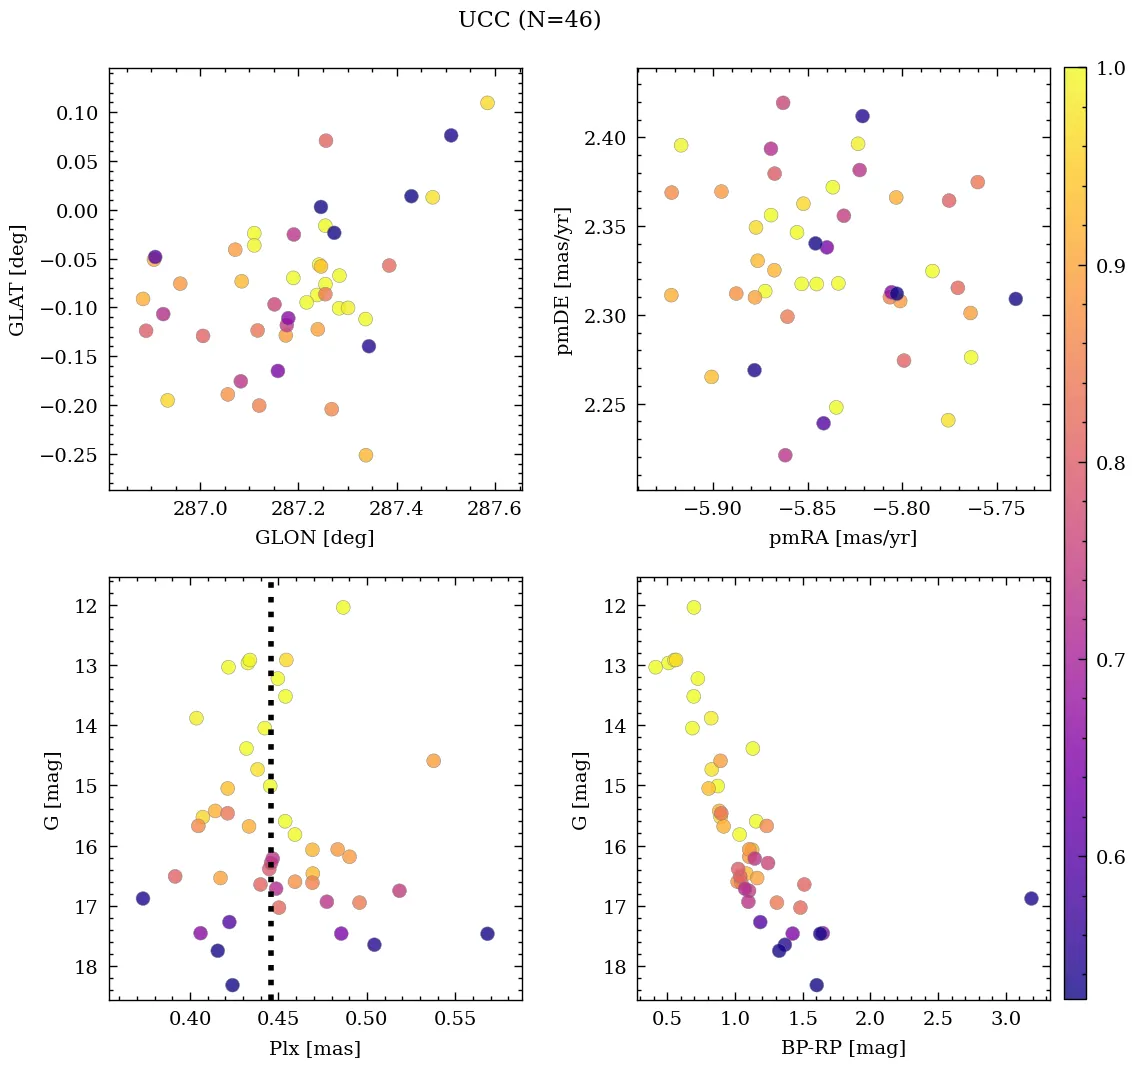 UCC (N=46)
0.10
0.05
0.00
−0.05
−0.10
−0.15
−0.20
−0.25
GLAT [deg]
287.0 287.2 287.4 287.6
GLON [deg]
2.40
2.35
2.30
2.25
pmDE [mas/yr]
−5.90 −5.85 −5.80 −5.75
pmRA [mas/yr]
1.0
0.9
0.8
0.7
0.6
12
13
14
15
16
17
18
G [mag]
0.40 0.45 0.50 0.55
Plx [mas]
12
13
14
15
16
17
18
G [mag]
0.5 1.0 1.5 2.0 2.5 3.0
BP-RP [mag]